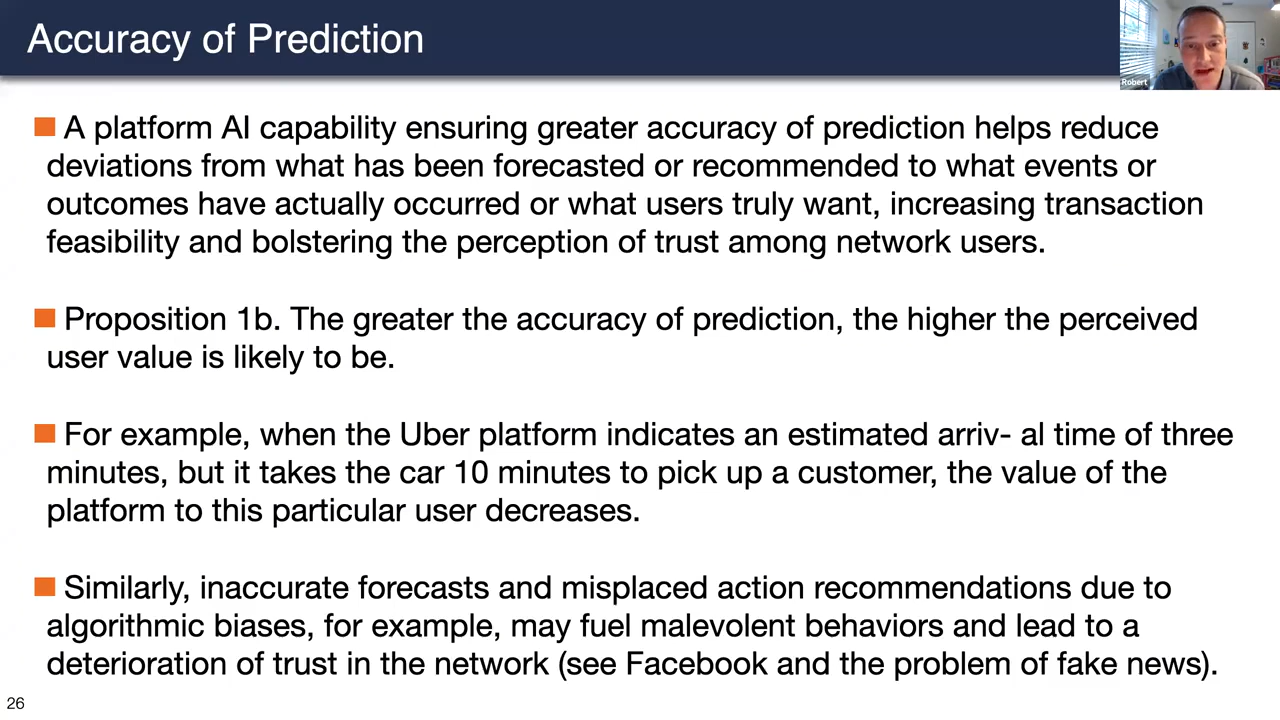 Accuracy of Prediction
Robert
A platform AI capability ensuring greater accuracy of prediction helps reduce
deviations from what has been forecasted or recommended to what events or
outcomes have actually occurred or what users truly want, increasing transaction
feasibility and bolstering the perception of trust among network users.
Proposition 1b. The greater the accuracy of prediction, the higher the perceived
user value is likely to be.
For example, when the Uber platform indicates an estimated arriv- al time of three
minutes, but it takes the car 10 minutes to pick up a customer, the value of the
platform to this particular user decreases.
Similarly, inaccurate forecasts and misplaced action recommendations due to
algorithmic biases, for example, may fuel malevolent behaviors and lead to a
deterioration of trust in the network (see Facebook and the problem of fake news).
26